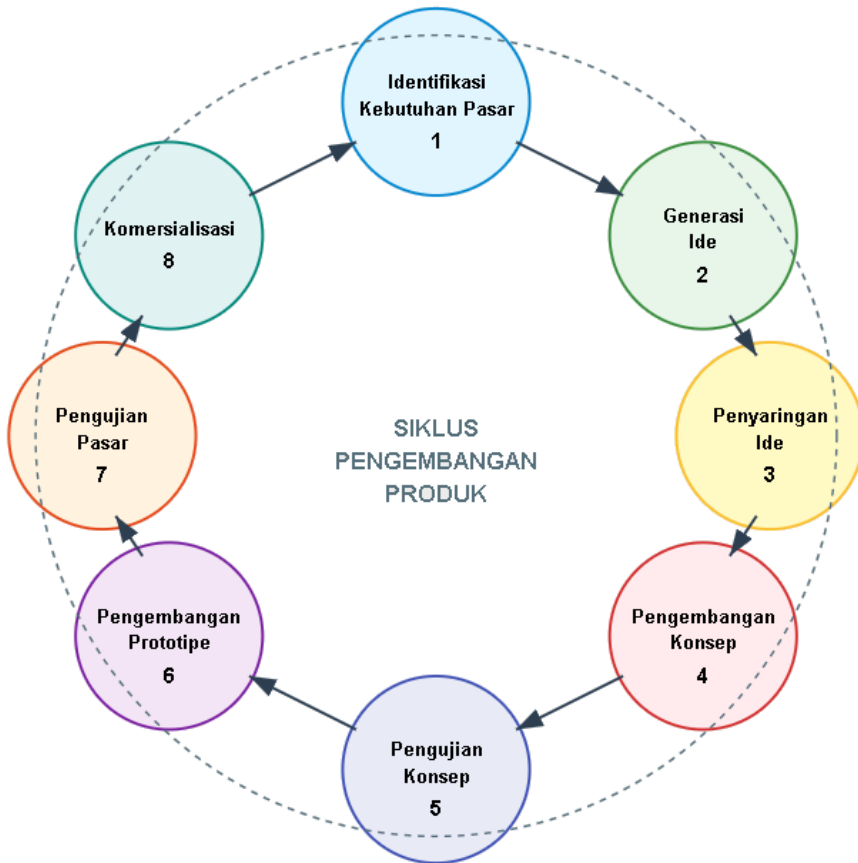 Identifikasi
Kebutuhan Pasar
1
Generasi
Ide
2
Penyaringan
Ide
3
Pengembangan
Konsep
4
Pengujian
Konsep
5
Pengembangan
Prototipe
6
Pengujian
Pasar
7
Komersialisasi
8
SIKLUS
PENGEMBANGAN
PRODUK